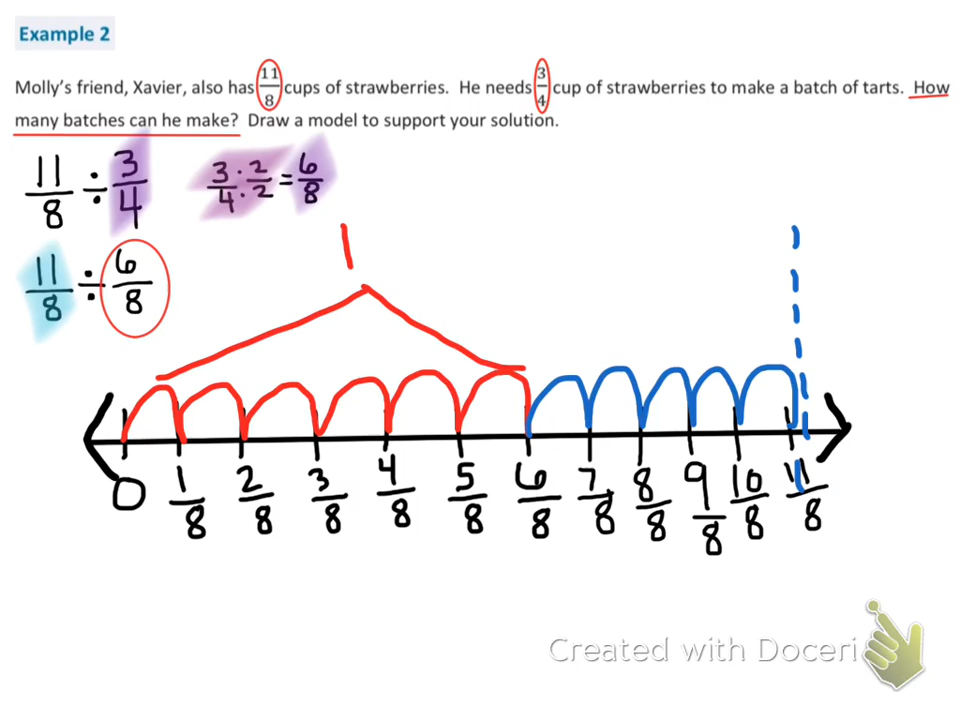 Example 2
Molly's friend, Xavier, also has 11/8 cups of strawberries. He needs 3/4 cup of strawberries to make a batch of tarts. How
many batches can he make? Draw a model to support your solution.
11/8 ÷ 3/4 3/4 · 2/2 = 6/8
1
11/8 ÷ 6/8
0 1/8 2/8 3/8 4/8 5/8 6/8 7/8 8/8 9/8 10/8 11/8
Created with Doceri